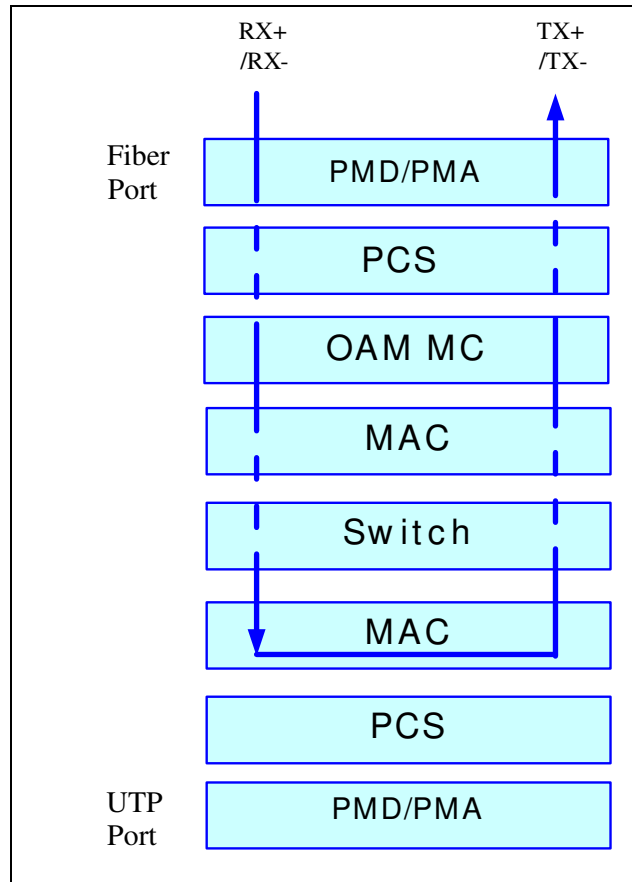 RX+
/RX-
TX+
/TX-
Fiber
Port
PMD/PMA
PCS
OAM MC
MAC
Switch
MAC
PCS
UTP
Port
PMD/PMA